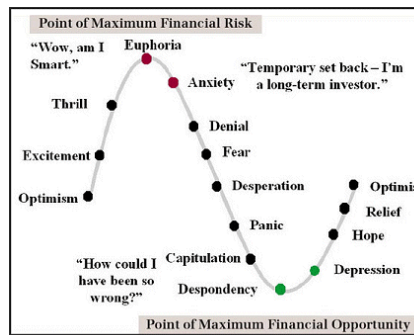 Point of Maximum Financial Risk
“Wow, am I
Smart.”
Euphoria
Anxiety
“Temporary set back – I’m
a long-term investor.”
Thrill
Denial
Excitement
Fear
Optimism
Desperation
Optimis
Panic
Relief
Hope
“How could I
have been so
wrong?”
Capitulation
Depression
Despondency
Point of Maximum Financial Opportunity